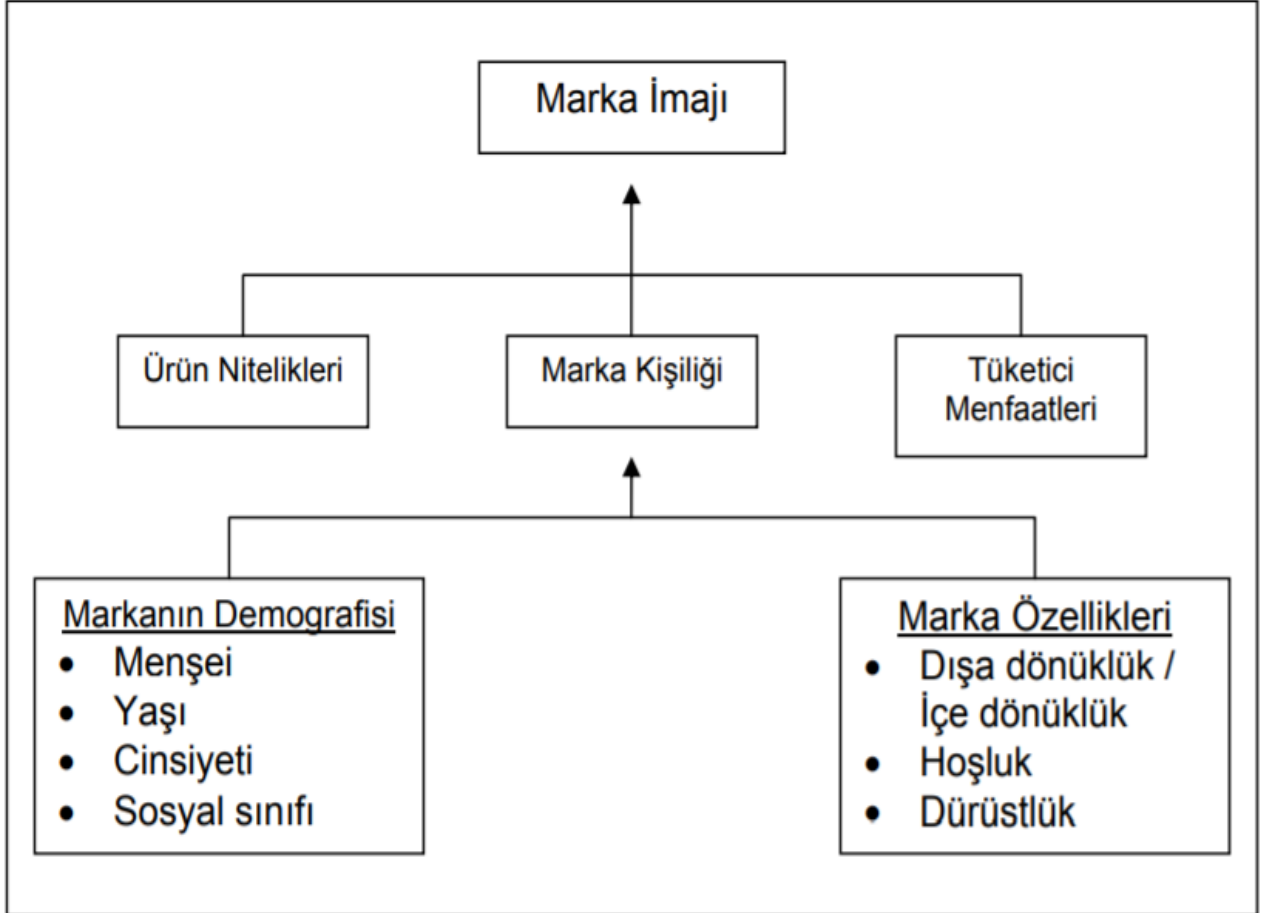 Marka İmajı
Ürün Nitelikleri
Marka Kişiliği
Tüketici
Menfaatleri
Markanın Demografisi
• Menşei
• Yaşı
• Cinsiyeti
• Sosyal sınıfı
Marka Özellikleri
• Dışa dönüklük /
İçe dönüklük
• Hoşluk
• Dürüstlük